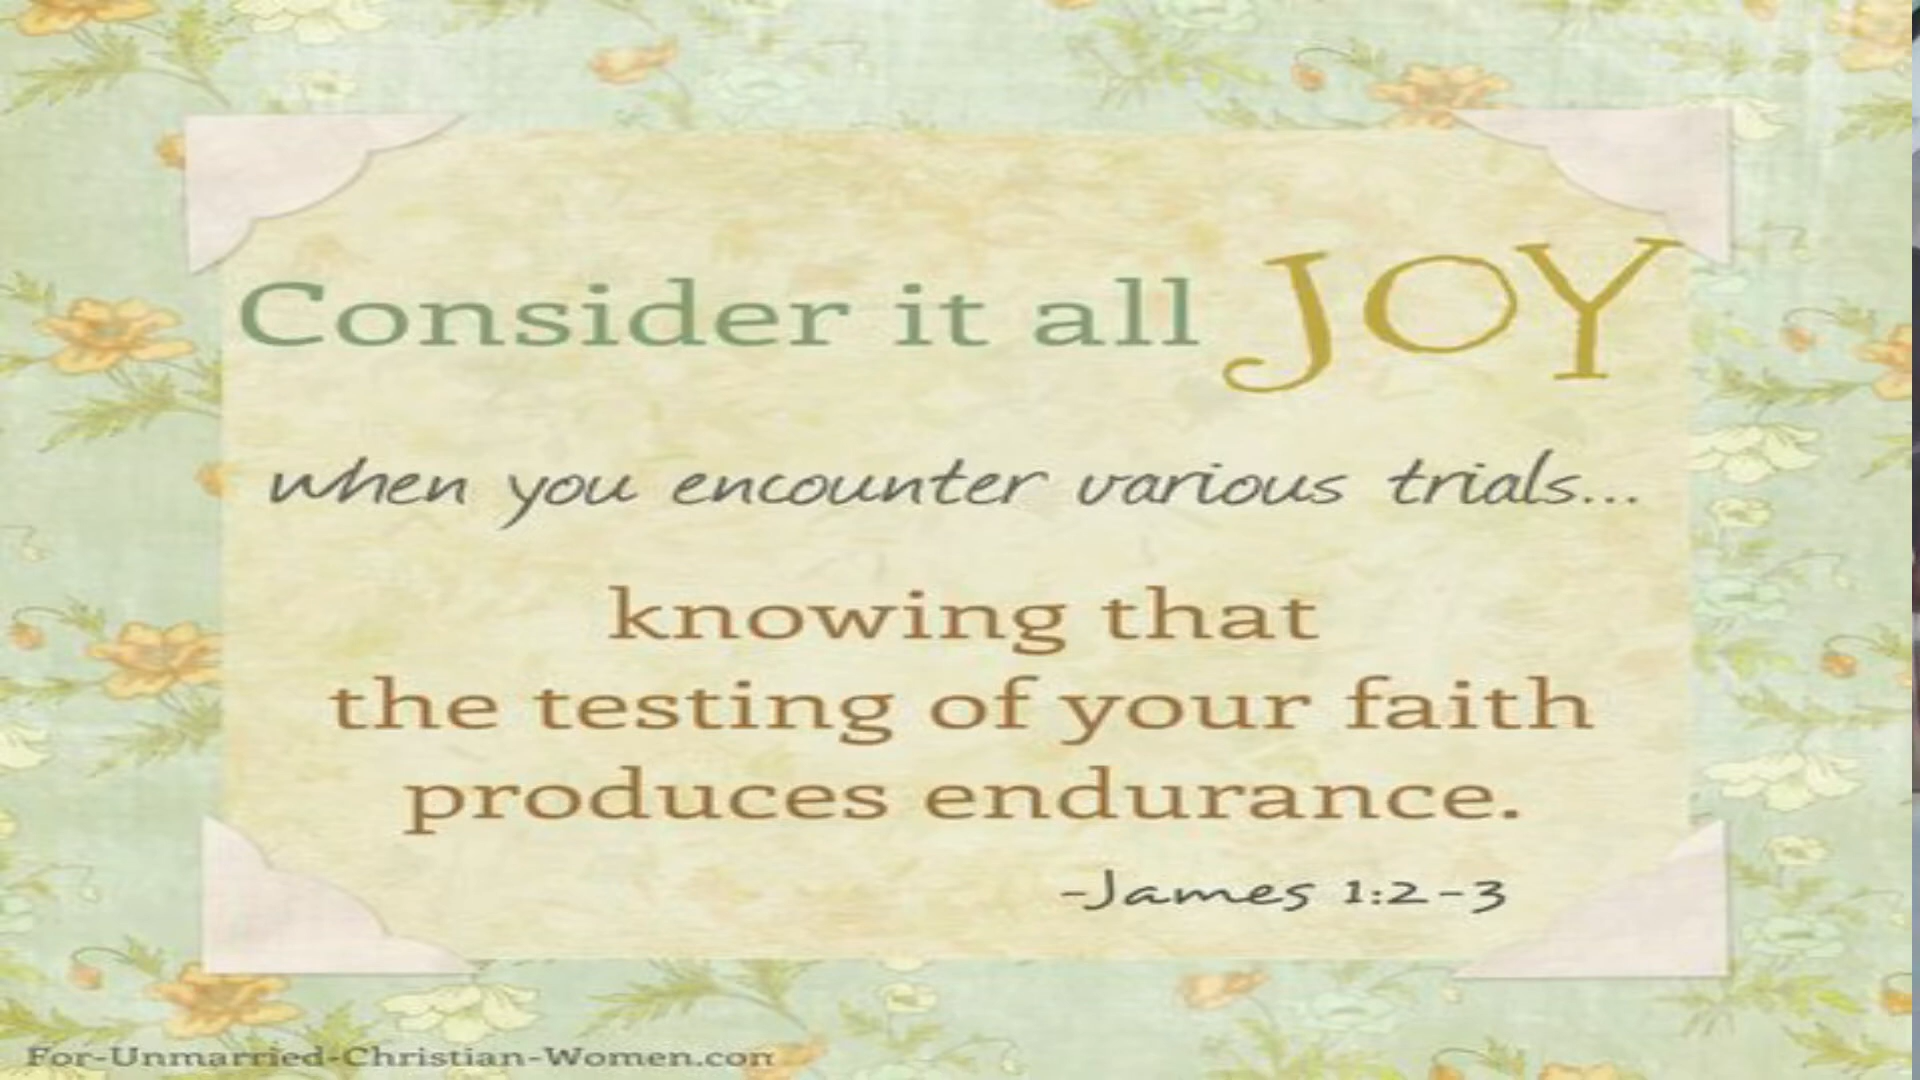 Consider it all JOY
when you encounter various trials...
knowing that
the testing of your faith
produces endurance.
-James 1:2-3
For-Unmarried-Christian-Women.com